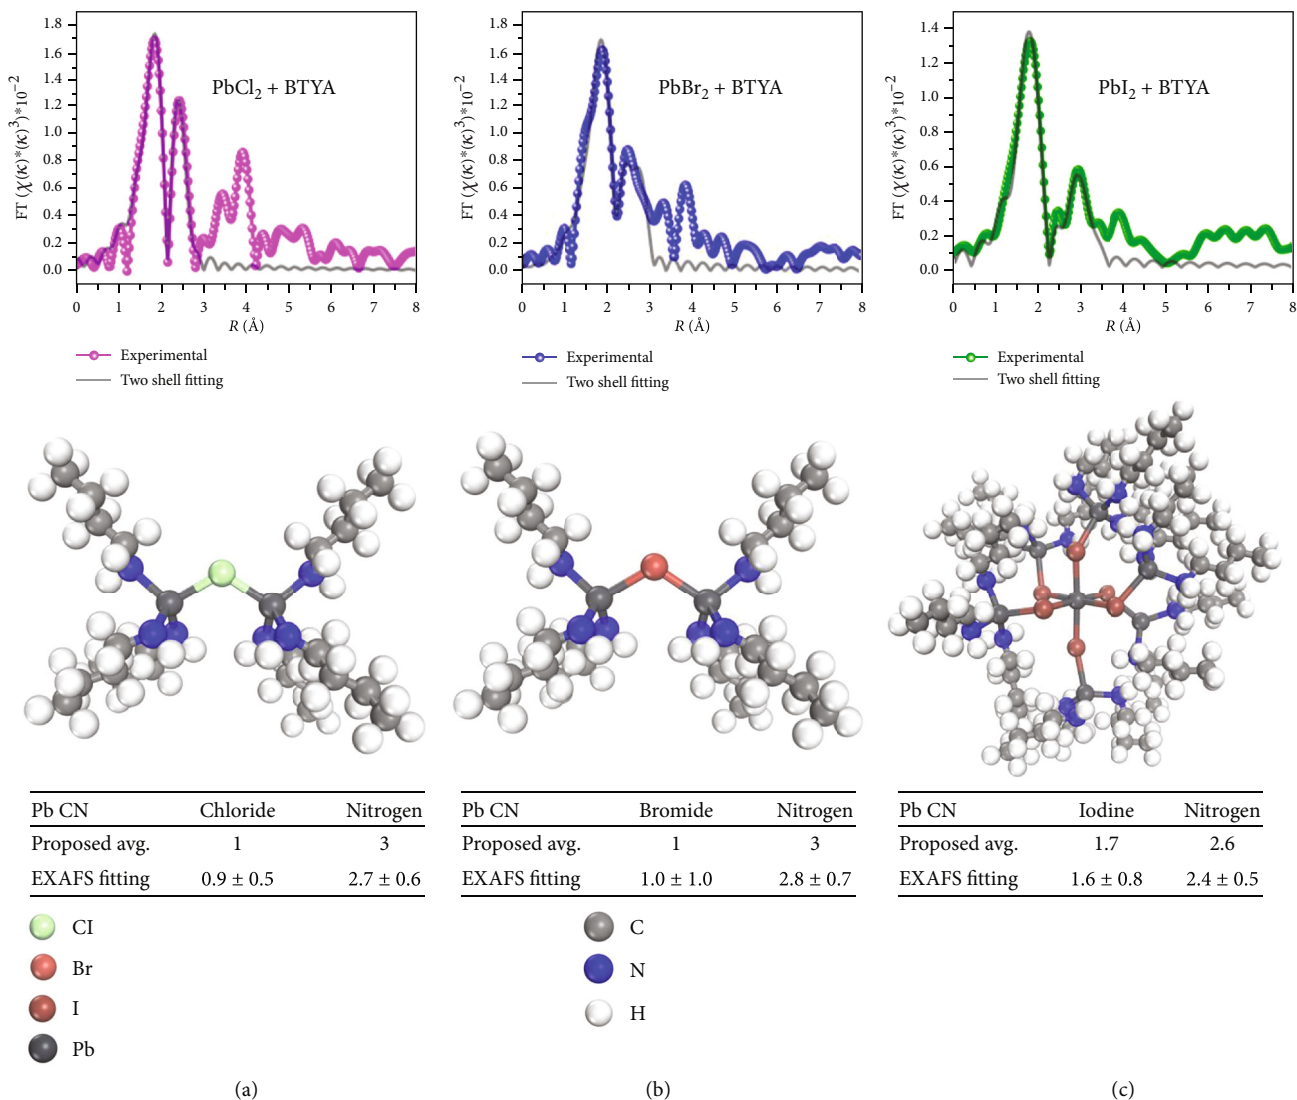 1.8
1.6
1.4
1.2
1.0
0.8
0.6
0.4
0.2
0.0
FT (χ(κ)*(κ)³)*10⁻²
PbCl₂ + BTYA
0 1 2 3 4 5 6 7 8
R (Å)
Experimental
Two shell fitting
1.8
1.6
1.4
1.2
1.0
0.8
0.6
0.4
0.2
0.0
FT (χ(κ)*(κ)³)*10⁻²
PbBr₂ + BTYA
0 1 2 3 4 5 6 7 8
R (Å)
Experimental
Two shell fitting
1.4
1.2
1.0
0.8
0.6
0.4
0.2
0.0
FT (χ(κ)*(κ)³)*10⁻²
PbI₂ + BTYA
0 1 2 3 4 5 6 7 8
R (Å)
Experimental
Two shell fitting
Pb CN Chloride Nitrogen
Proposed avg. 1 3
EXAFS fitting 0.9 ± 0.5 2.7 ± 0.6
Pb CN Bromide Nitrogen
Proposed avg. 1 3
EXAFS fitting 1.0 ± 1.0 2.8 ± 0.7
Pb CN Iodine Nitrogen
Proposed avg. 1.7 2.6
EXAFS fitting 1.6 ± 0.8 2.4 ± 0.5
CI
Br
I
Pb
C
N
H
(a)
(b)
(c)